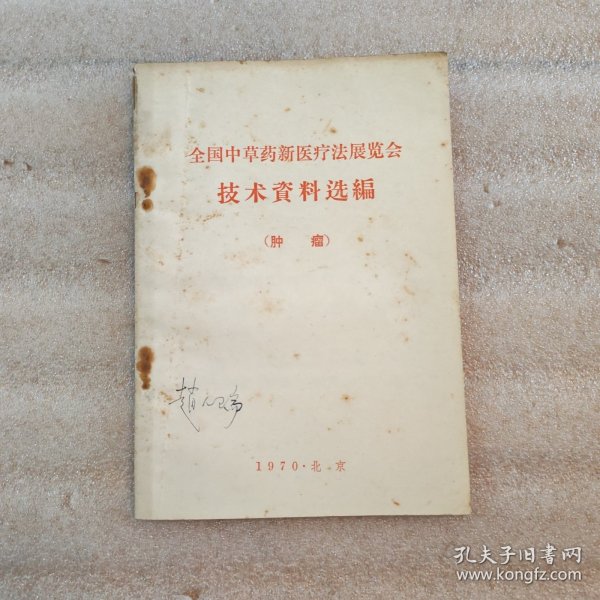 全国中草药新医疗法展览会
技术資料选編
（肿 瘤）
1970·北 京
孔夫子旧书网
www.kongfz.com